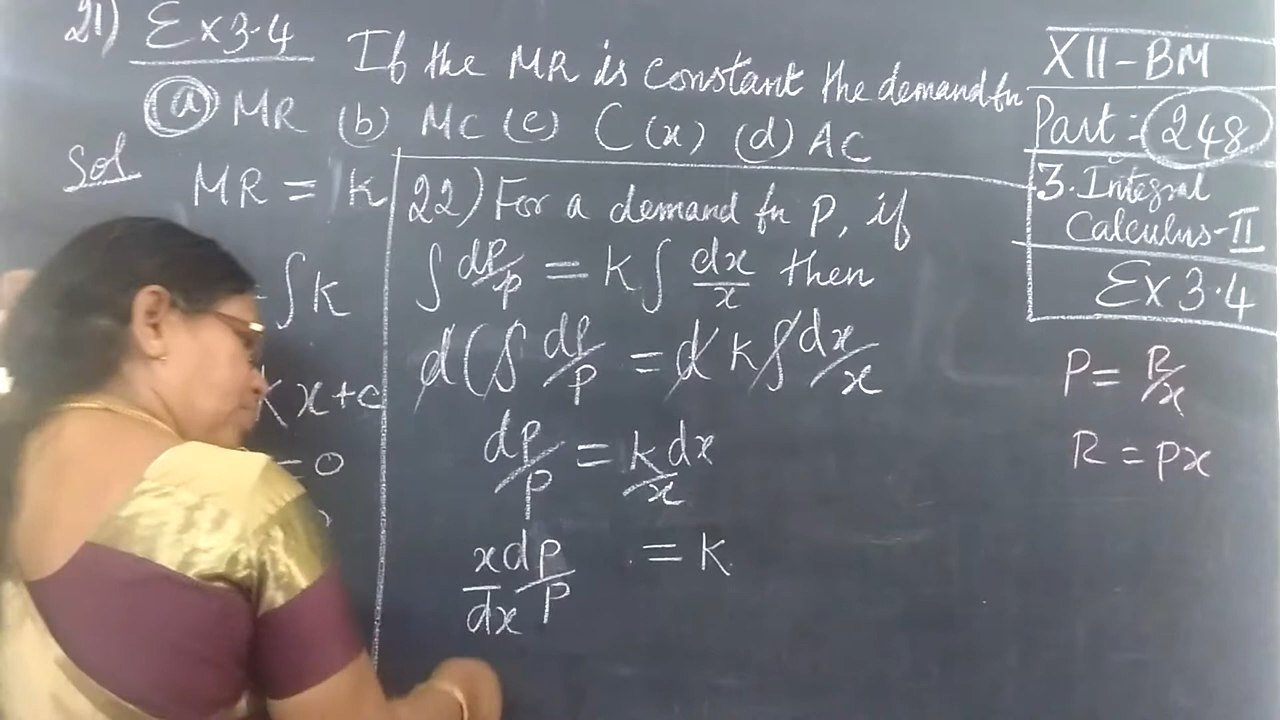 21) Ex 3.4 If the MR is constant the demand fn
(a) MR (b) MC (c) C(x) (d) AC
Sol MR = K
∫K
Kx+c
=0
22) For a demand fn P, if
∫ dp/p = K ∫ dx/x then
d(∫ dp/p = d K ∫ dx/x
dp/p = k dx/x
x/dx dp/p = K
XII-BM
Part: 248
3. Integral
Calculus-II
Ex 3.4
P = R/x
R = px